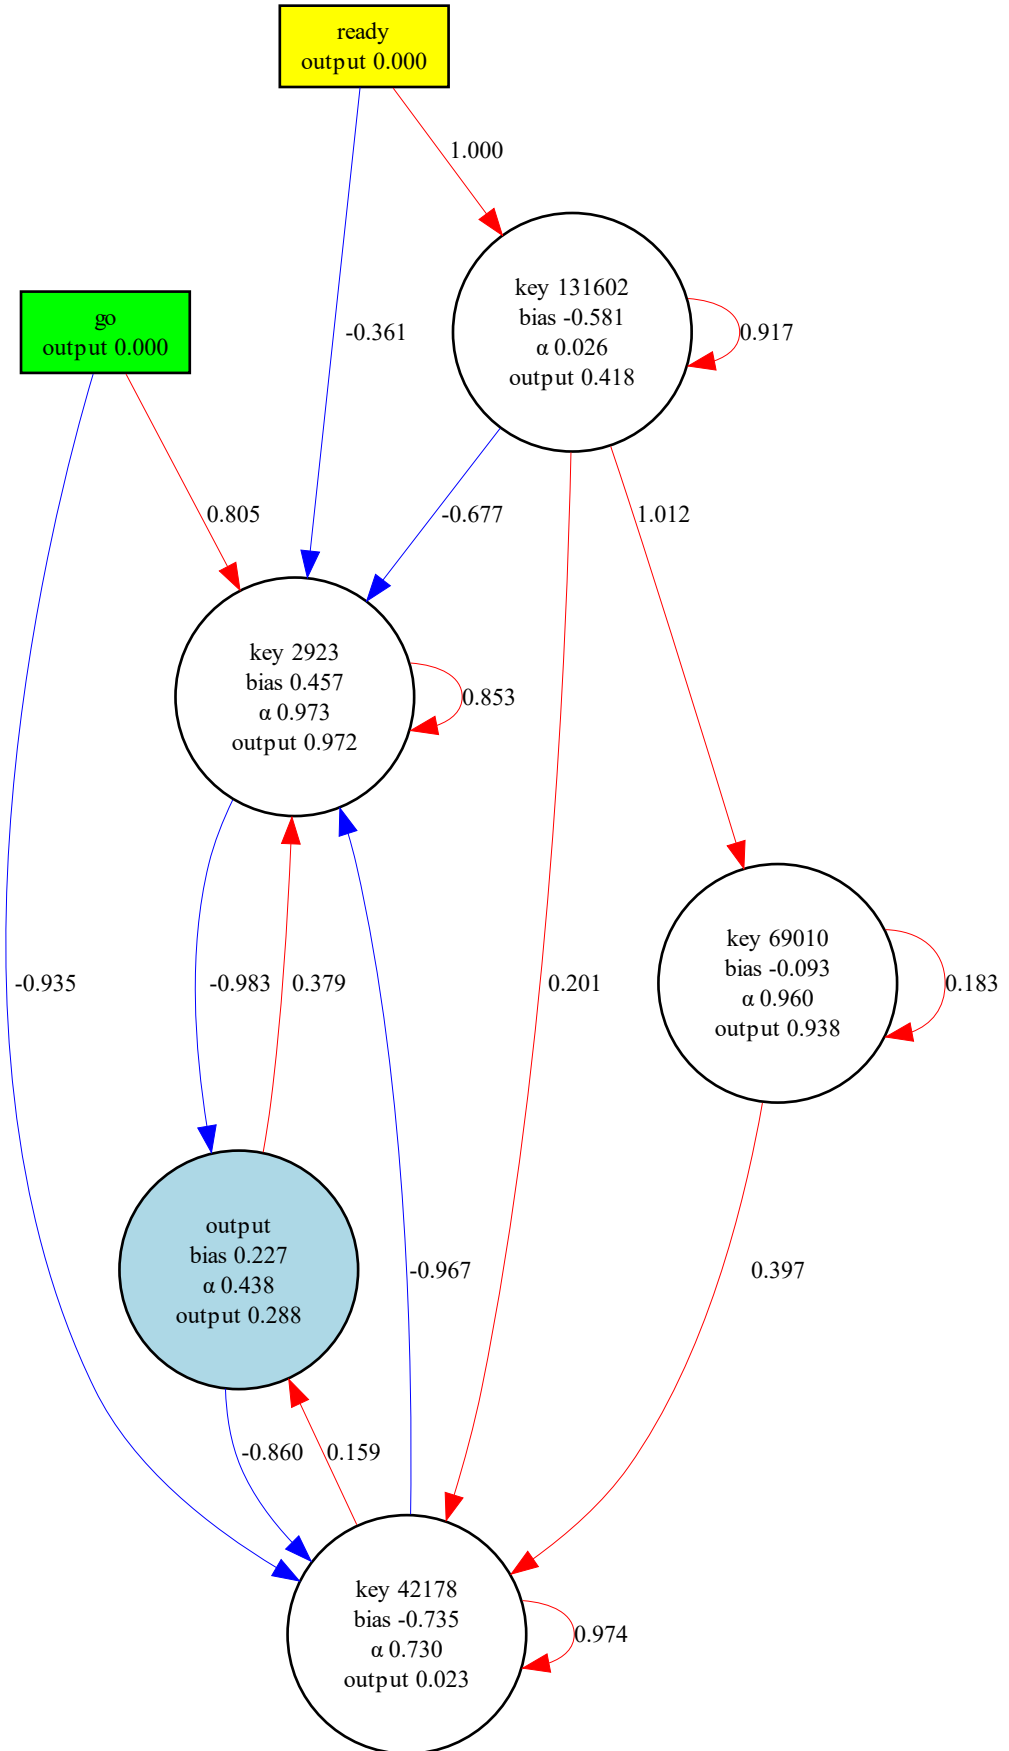 ready
output 0.000
1.000
key 131602
bias -0.581
α 0.026
output 0.418
0.917
go
output 0.000
-0.361
0.805
-0.677
1.012
key 2923
bias 0.457
α 0.973
output 0.972
0.853
key 69010
bias -0.093
α 0.960
output 0.938
0.183
-0.935
-0.983
0.379
0.201
output
bias 0.227
α 0.438
output 0.288
-0.967
0.397
-0.860
0.159
key 42178
bias -0.735
α 0.730
output 0.023
0.974